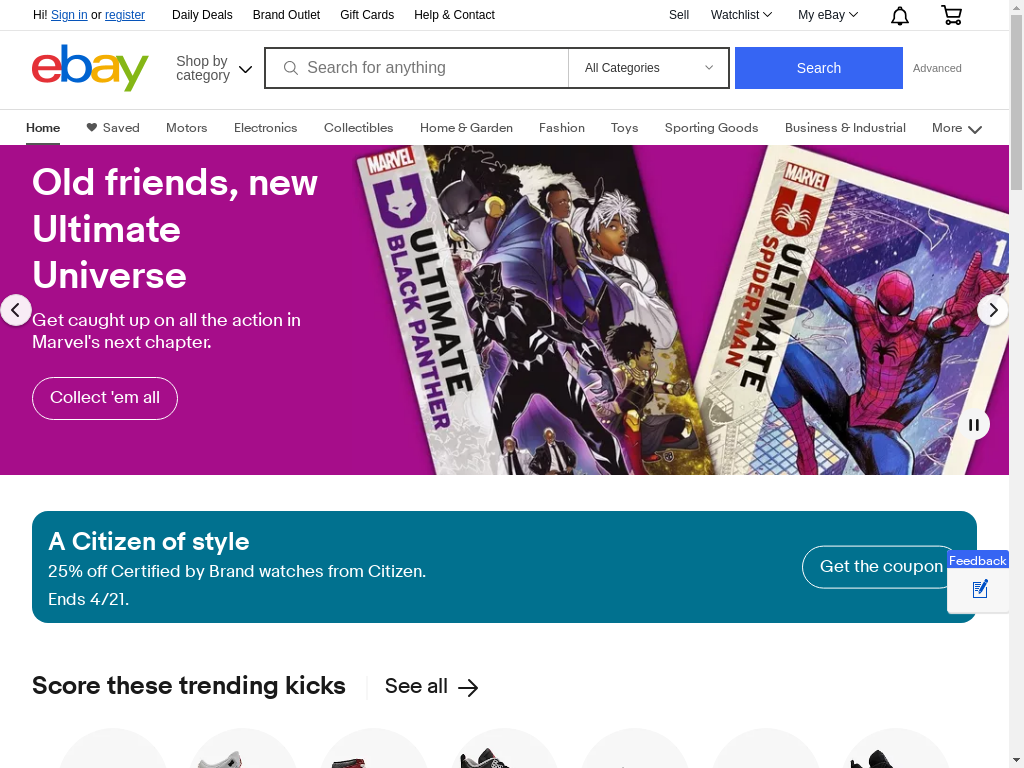 Hi! Sign in or register
Daily Deals
Brand Outlet
Gift Cards
Help & Contact
Sell
Watchlist
My eBay
ebay
Shop by
category
Search for anything
All Categories
Search
Advanced
Home
Saved
Motors
Electronics
Collectibles
Home & Garden
Fashion
Toys
Sporting Goods
Business & Industrial
More
Old friends, new
Ultimate
Universe
Get caught up on all the action in
Marvel's next chapter.
Collect 'em all
MARVEL
ULTIMATE
BLACK PANTHER
MARVEL
ULTIMATE
SPIDER-MAN
1
A Citizen of style
25% off Certified by Brand watches from Citizen.
Ends 4/21.
Get the coupon
Feedback
Score these trending kicks
See all